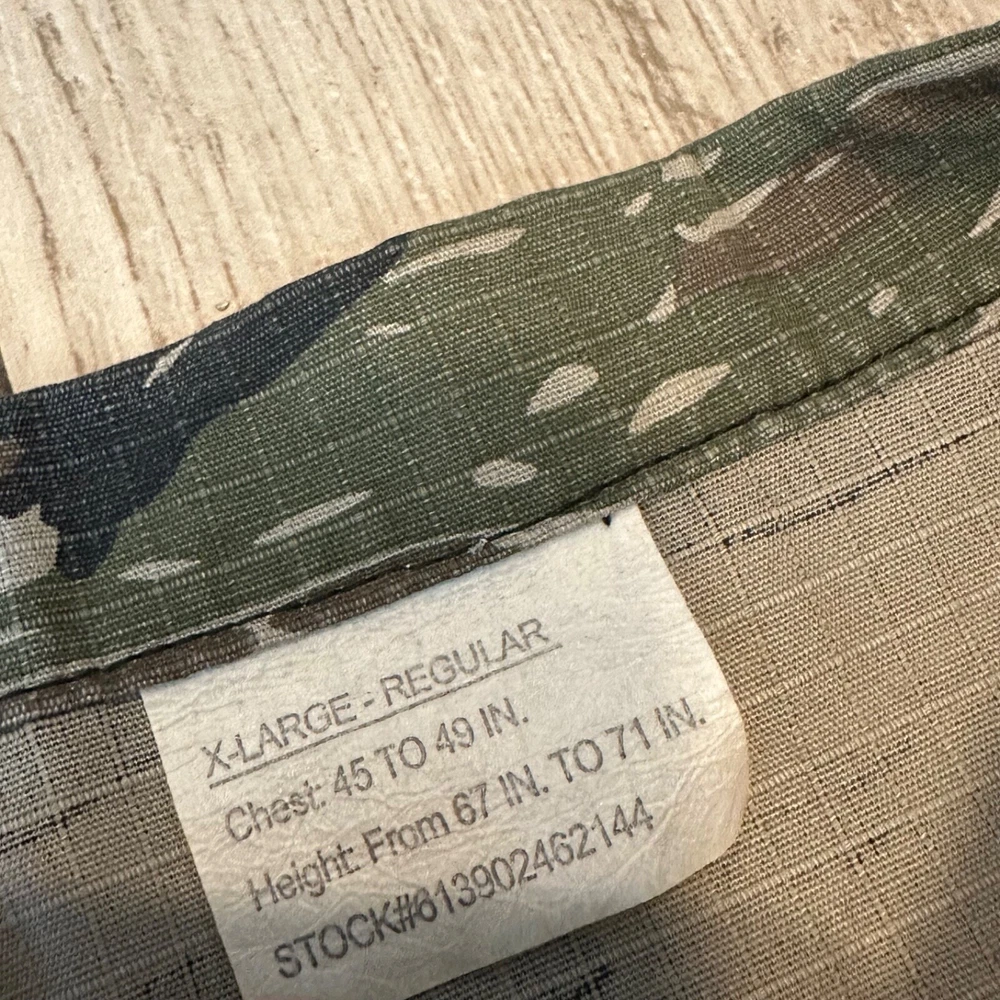 X-LARGE - REGULAR
Chest: 45 TO 49 IN.
Height: From 67 IN. TO 71 IN.
STOCK#613902462144